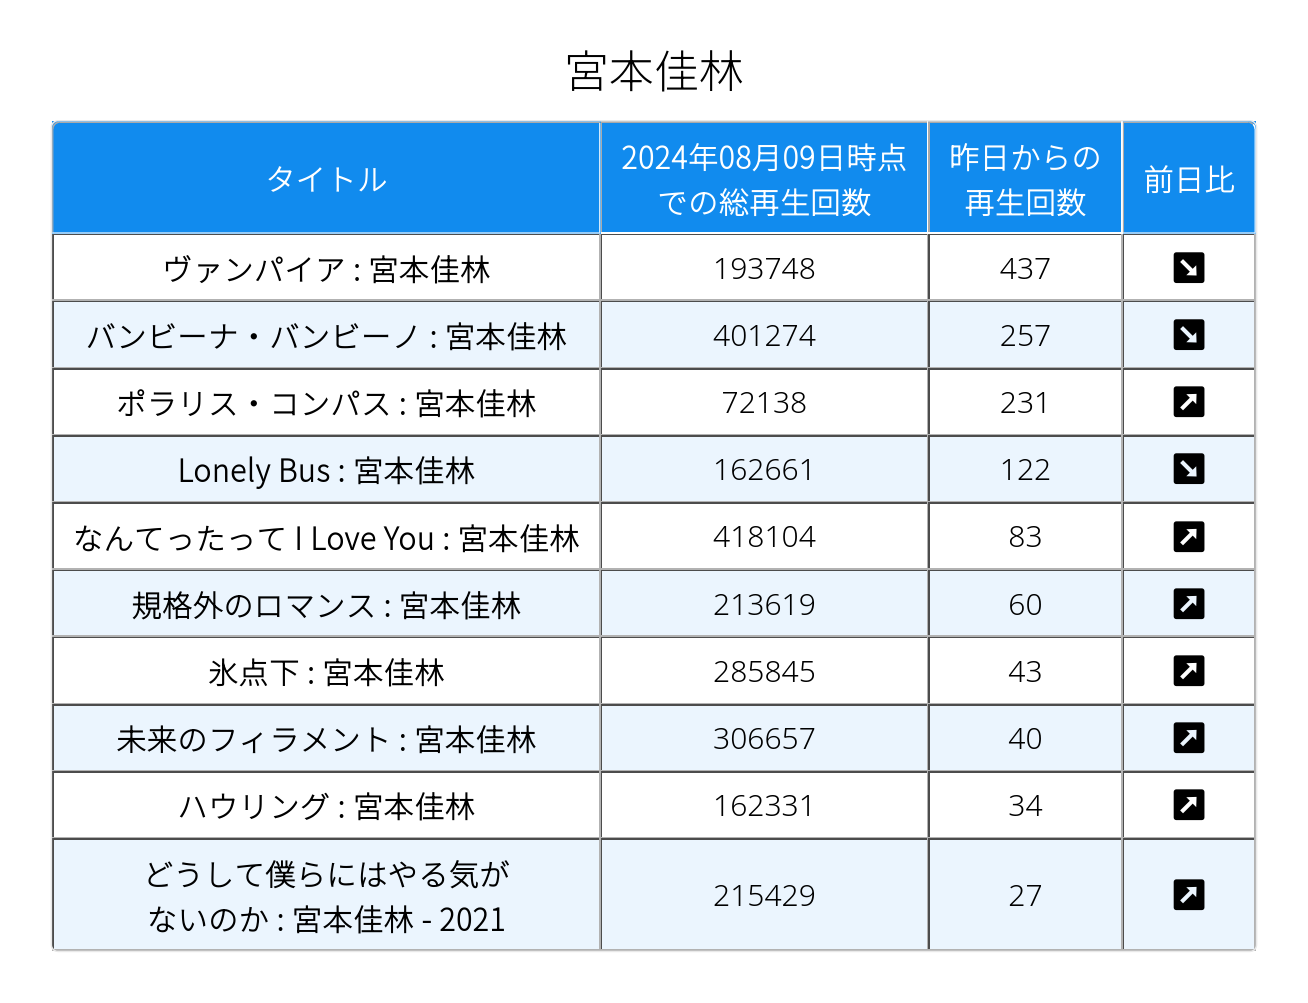 宮本佳林
タイトル
2024年08月09日時点
での総再生回数
昨日からの
再生回数
前日比
ヴァンパイア : 宮本佳林 193748 437
バンビーナ・バンビーノ : 宮本佳林 401274 257
ポラリス・コンパス : 宮本佳林 72138 231
Lonely Bus : 宮本佳林 162661 122
なんてったって I Love You : 宮本佳林 418104 83
規格外のロマンス : 宮本佳林 213619 60
氷点下 : 宮本佳林 285845 43
未来のフィラメント : 宮本佳林 306657 40
ハウリング : 宮本佳林 162331 34
どうして僕らにはやる気が
ないのか : 宮本佳林 - 2021
215429 27